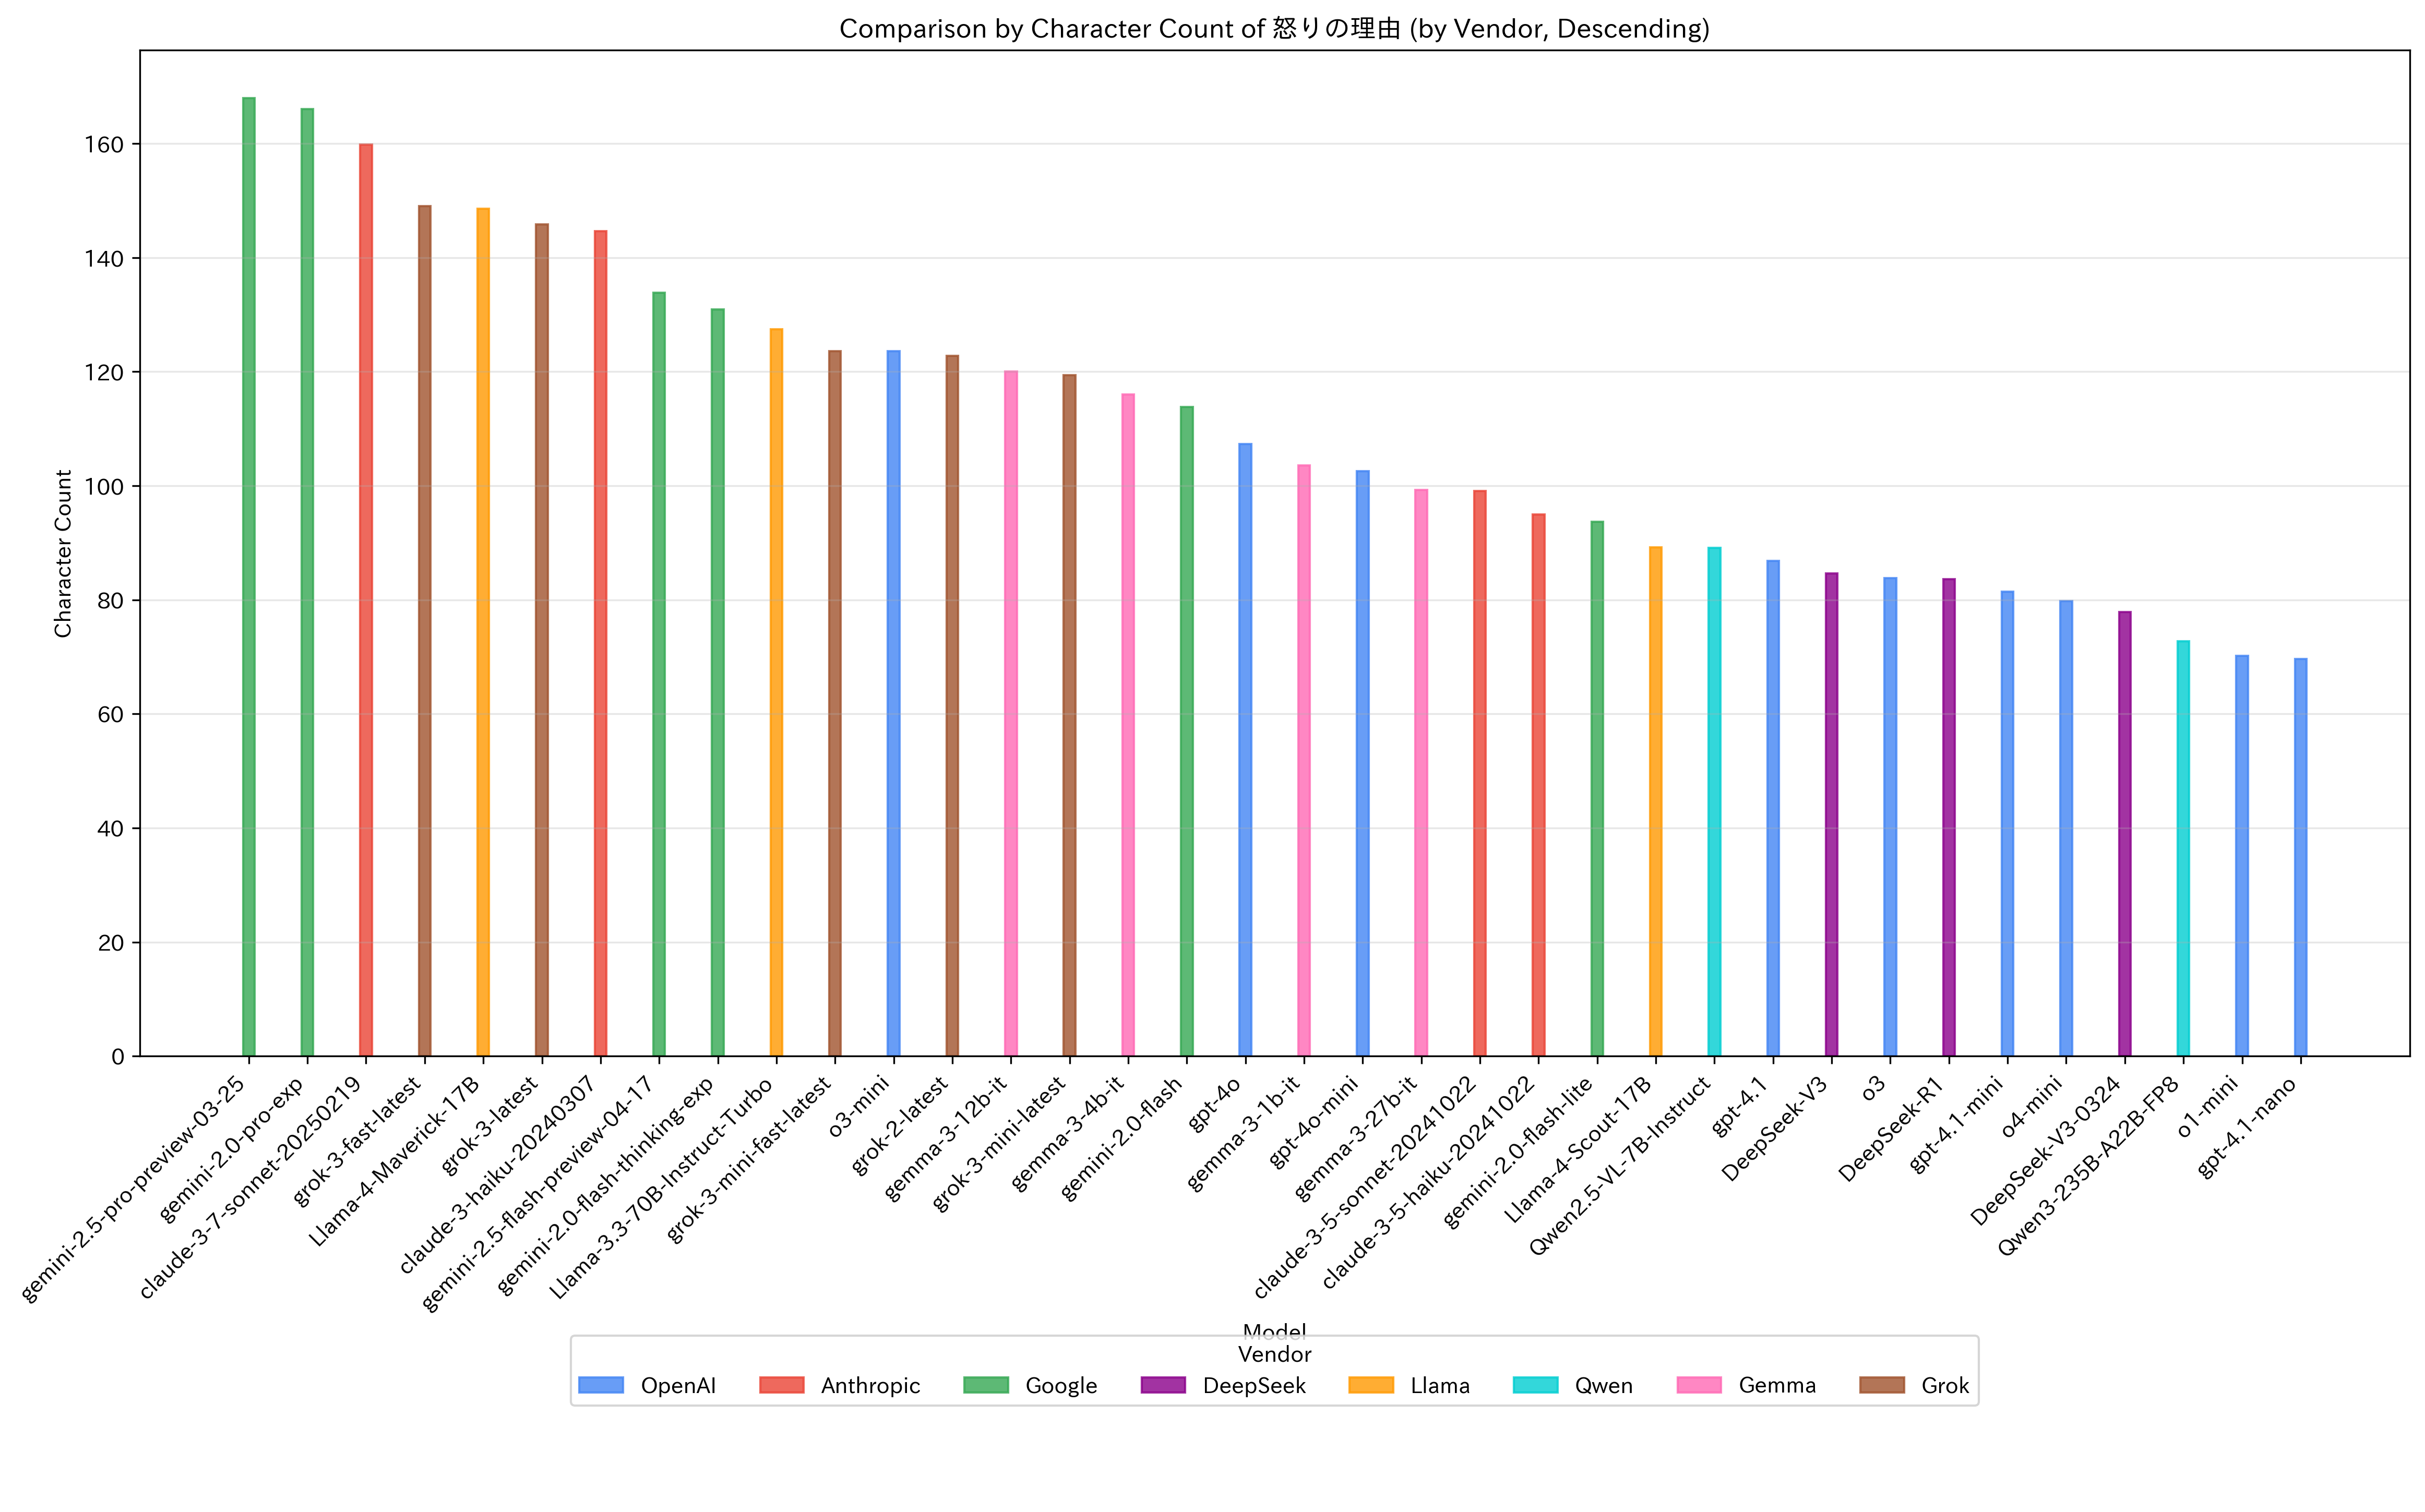 Comparison by Character Count of 怒りの理由 (by Vendor, Descending)
Character Count
160
140
120
100
80
60
40
20
0
gemini-2.5-pro-preview-03-25
gemini-2.0-pro-exp
claude-3-7-sonnet-20250219
grok-3-fast-latest
Llama-4-Maverick-17B
grok-3-latest
claude-3-haiku-20240307
gemini-2.5-flash-preview-04-17
gemini-2.0-flash-thinking-exp
Llama-3.3-70B-Instruct-Turbo
grok-3-mini-fast-latest
o3-mini
grok-2-latest
gemma-3-12b-it
grok-3-mini-latest
gemma-3-4b-it
gemini-2.0-flash
gpt-4o
gemma-3-1b-it
gpt-4o-mini
gemma-3-27b-it
claude-3-5-sonnet-20241022
claude-3-5-haiku-20241022
gemini-2.0-flash-lite
Llama-4-Scout-17B
Qwen2.5-VL-7B-Instruct
gpt-4.1
DeepSeek-V3
o3
DeepSeek-R1
gpt-4.1-mini
o4-mini
DeepSeek-V3-0324
Qwen3-235B-A22B-FP8
o1-mini
gpt-4.1-nano
Model
Vendor
OpenAI Anthropic Google DeepSeek Llama Qwen Gemma Grok